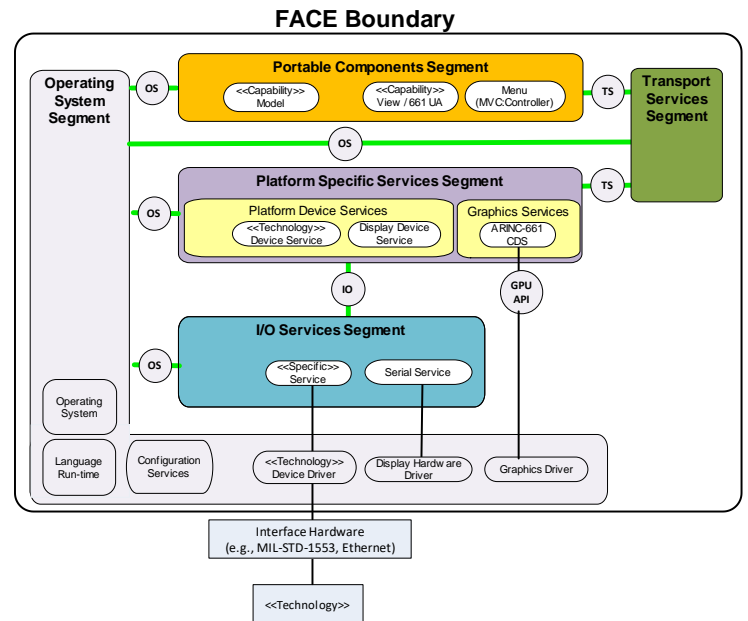 FACE Boundary
Operating
System
Segment
OS
Portable Components Segment
<<Capability>>
Model
<<Capability>>
View / 661 UA
Menu
(MVC:Controller)
TS
Transport
Services
Segment
OS
OS
Platform Specific Services Segment
TS
Platform Device Services
<<Technology>>
Device Service
Display Device
Service
Graphics Services
ARINC-661
CDS
IO
GPU
API
OS
I/O Services Segment
<<Specific>>
Service
Serial Service
Operating
System
Language
Run-time
Configuration
Services
<<Technology>>
Device Driver
Display Hardware
Driver
Graphics Driver
Interface Hardware
(e.g., MIL-STD-1553, Ethernet)
<<Technology>>